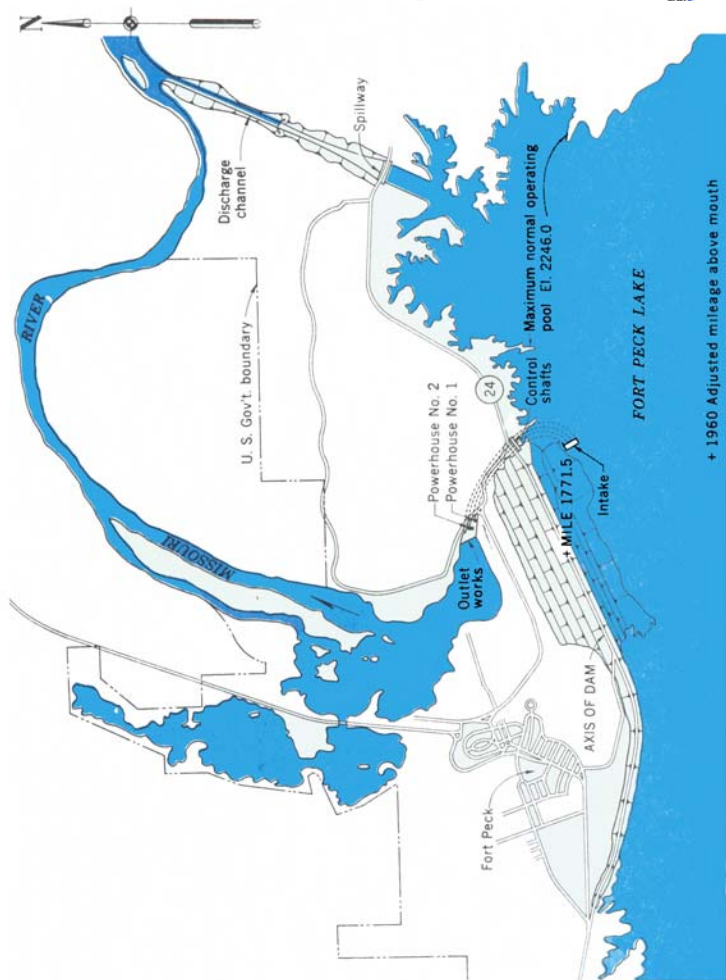 N
RIVER
MISSOURI
U. S. Gov't. boundary
Discharge
channel
Spillway
Powerhouse No. 2
Powerhouse No. 1
Outlet
works
24
Fort Peck
AXIS OF DAM
+ MILE 1771.5
Intake
Control
shafts
Maximum normal operating
pool El. 2246.0
FORT PECK LAKE
+ 1960 Adjusted mileage above mouth